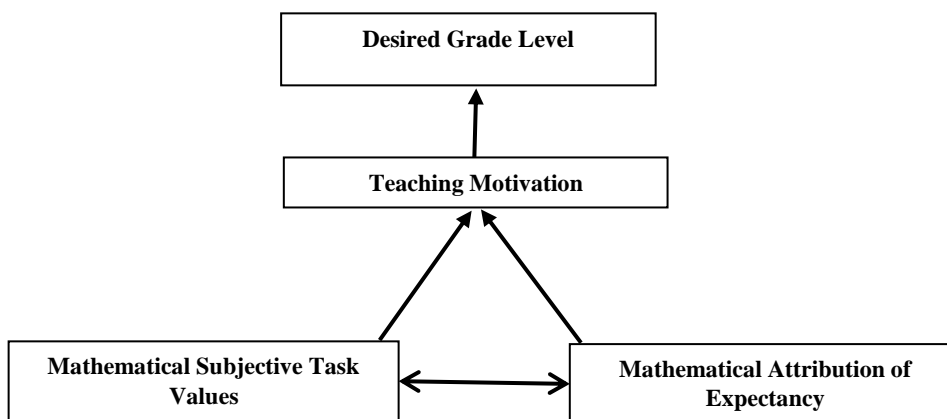 Desired Grade Level
Teaching Motivation
Mathematical Subjective Task
Values
Mathematical Attribution of
Expectancy